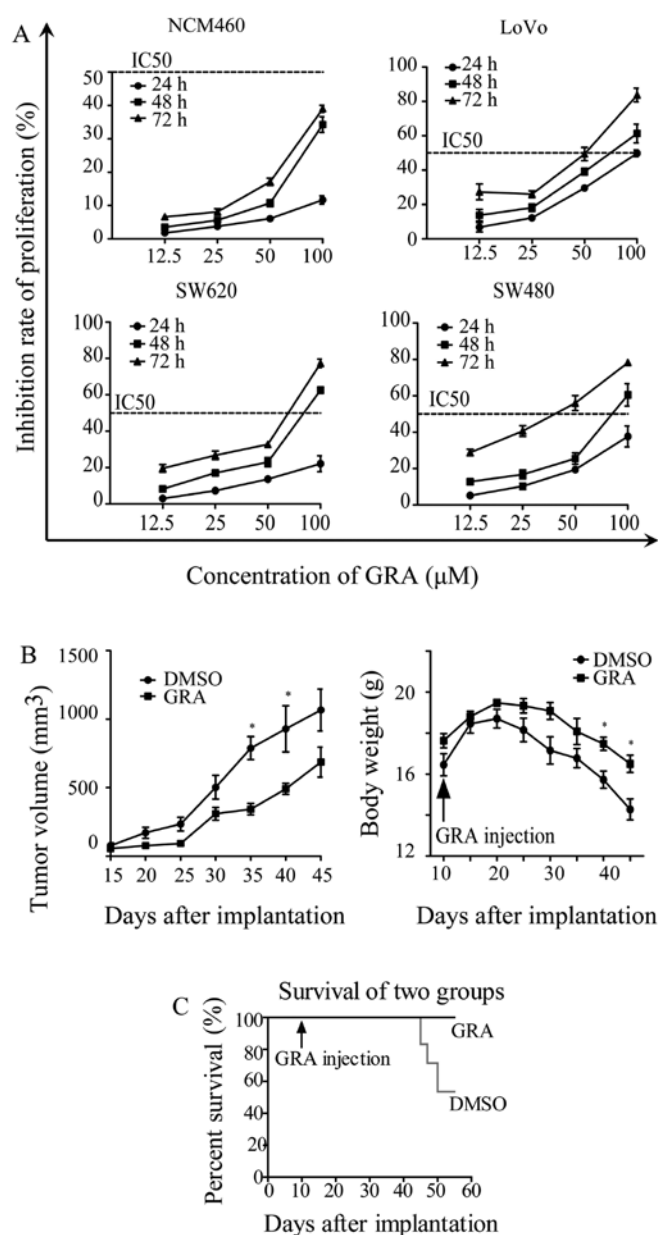 A
NCM460
IC50
24 h
48 h
72 h
50
40
30
20
10
0
12.5 25 50 100
LoVo
24 h
48 h
72 h
IC50
100
80
60
40
20
0
12.5 25 50 100
SW620
24 h
48 h
72 h
IC50
100
80
60
40
20
0
12.5 25 50 100
SW480
24 h
48 h
72 h
IC50
100
80
60
40
20
0
12.5 25 50 100
Inhibition rate of proliferation (%)
Concentration of GRA (μM)
B
1500
1000
500
0
DMSO
GRA
* *
15 20 25 30 35 40 45
Tumor volume (mm3)
Days after implantation
20
18
16
14
12
DMSO
GRA
* *
GRA injection
10 20 30 40
Body weight (g)
Days after implantation
C
Survival of two groups
100
80
60
40
20
0
GRA
GRA injection
DMSO
0 10 20 30 40 50 60
Percent survival (%)
Days after implantation